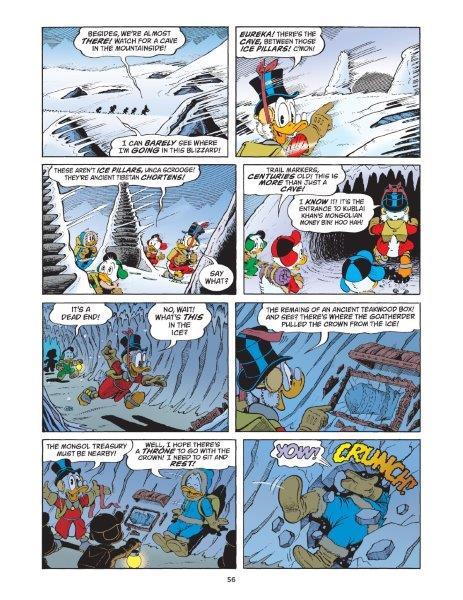 BESIDES, WE'RE ALMOST
THERE! WATCH FOR A CAVE
IN THE MOUNTAINSIDE!
I CAN BARELY SEE WHERE
I'M GOING IN THIS BLIZZARD!
EUREKA! THERE'S THE
CAVE, BETWEEN THOSE
ICE PILLARS! C'MON!
THESE AREN'T ICE PILLARS, UNCA SCROOGE!
THEY'RE ANCIENT TIBETAN
CHORTENS!
SAY
WHAT?
TRAIL MARKERS,
CENTURIES OLD! THIS IS
MORE THAN JUST A
CAVE!
I KNOW IT! IT'S THE
ENTRANCE TO KUBLAI
KHAN'S MONGOLIAN
MONEY BIN! HOO HAH!
IT'S A
DEAD END!
NO, WAIT!
WHAT'S THIS
IN THE
ICE?
THE REMAINS OF AN ANCIENT TEAKWOOD BOX!
AND SEE? THERE'S WHERE THE GOATHERDER
PULLED THE CROWN FROM THE ICE!
THE MONGOL TREASURY
MUST BE NEARBY!
WELL, I HOPE THERE'S
A THRONE TO GO WITH THE
CROWN! I NEED TO SIT AND
REST!
YOW!
CRUNCH!
56